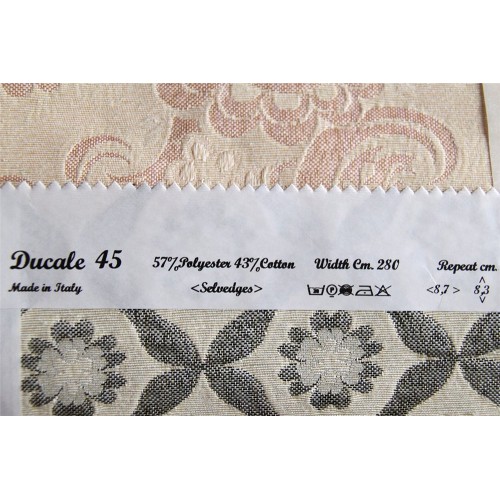 Ducale 45 57%Polyester 43%Cotton Width Cm. 280 Repeat cm.
Made in Italy <Selvedges> <8,7 > 8,3